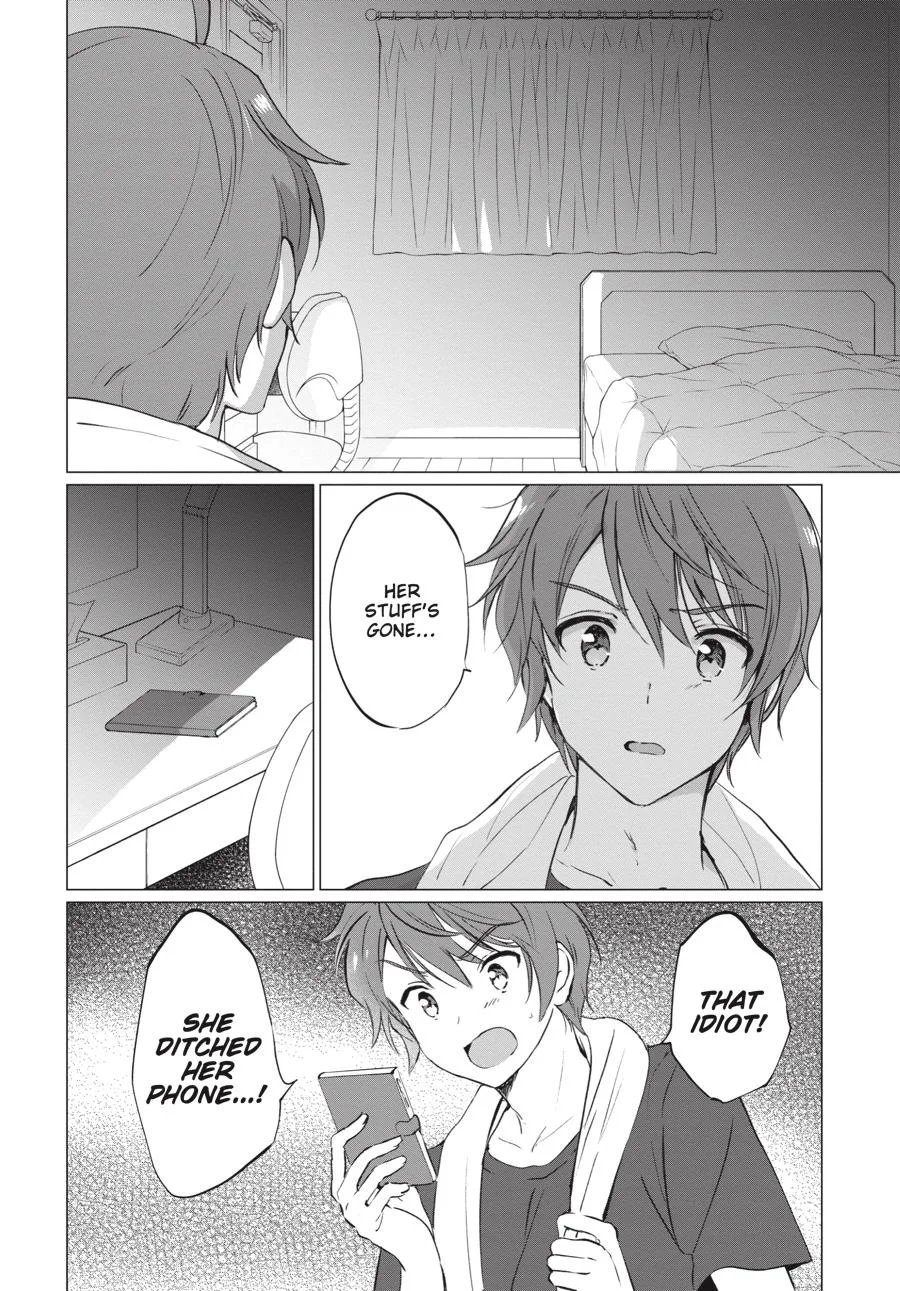 HER
STUFF'S
GONE...
THAT
IDIOT!
SHE
DITCHED
HER
PHONE...!